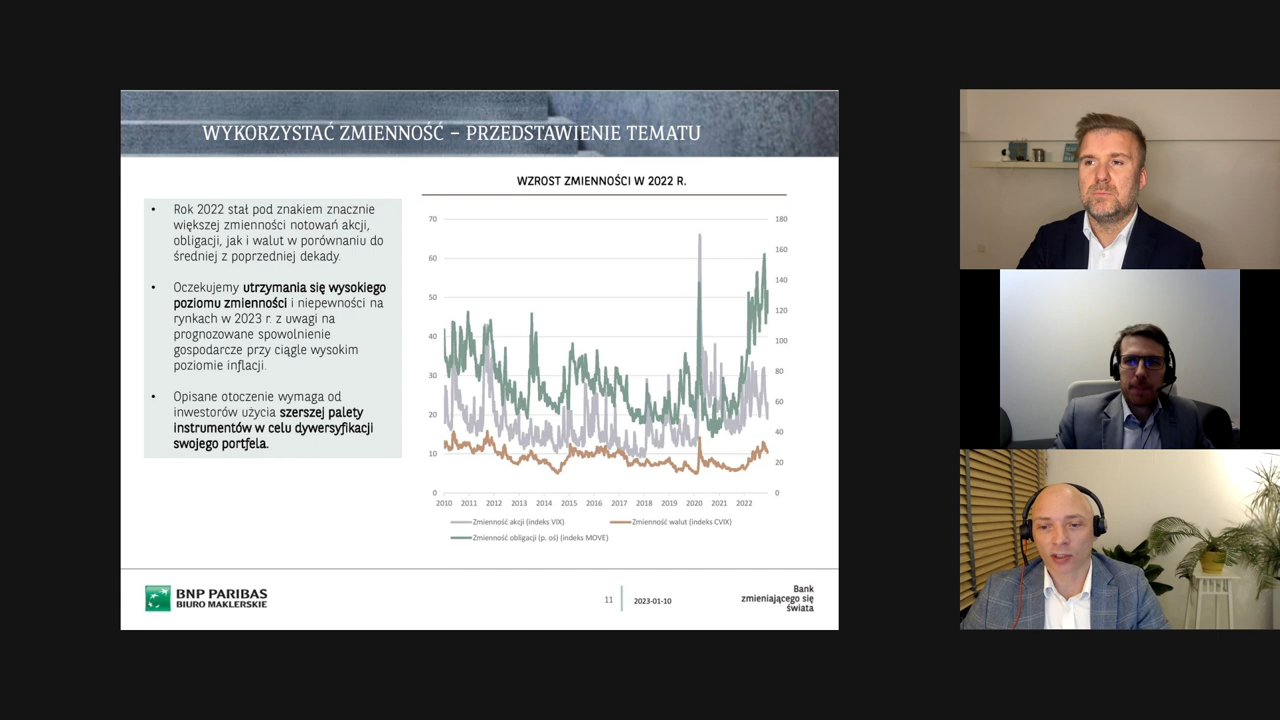 WYKORZYSTAĆ ZMIENNOŚĆ – PRZEDSTAWIENIE TEMATU
• Rok 2022 stał pod znakiem znacznie
większej zmienności notowań akcji,
obligacji, jak i walut w porównaniu do
średniej z poprzedniej dekady.
• Oczekujemy utrzymania się wysokiego
poziomu zmienności i niepewności na
rynkach w 2023 r. z uwagi na
prognozowane spowolnienie
gospodarcze przy ciągle wysokim
poziomie inflacji.
• Opisane otoczenie wymaga od
inwestorów użycia szerszej palety
instrumentów w celu dywersyfikacji
swojego portfela.
WZROST ZMIENNOŚCI W 2022 R.
70
60
50
40
30
20
10
0
180
160
140
120
100
80
60
40
20
0
2010 2011 2012 2013 2014 2015 2016 2017 2018 2019 2020 2021 2022
Zmienność akcji (indeks VIX) Zmienność walut (indeks CVIX)
Zmienność obligacji (p. oś) (indeks MOVE)
BNP PARIBAS
BIURO MAKLERSKIE
11 2023-01-10
Bank
zmieniającego się
świata